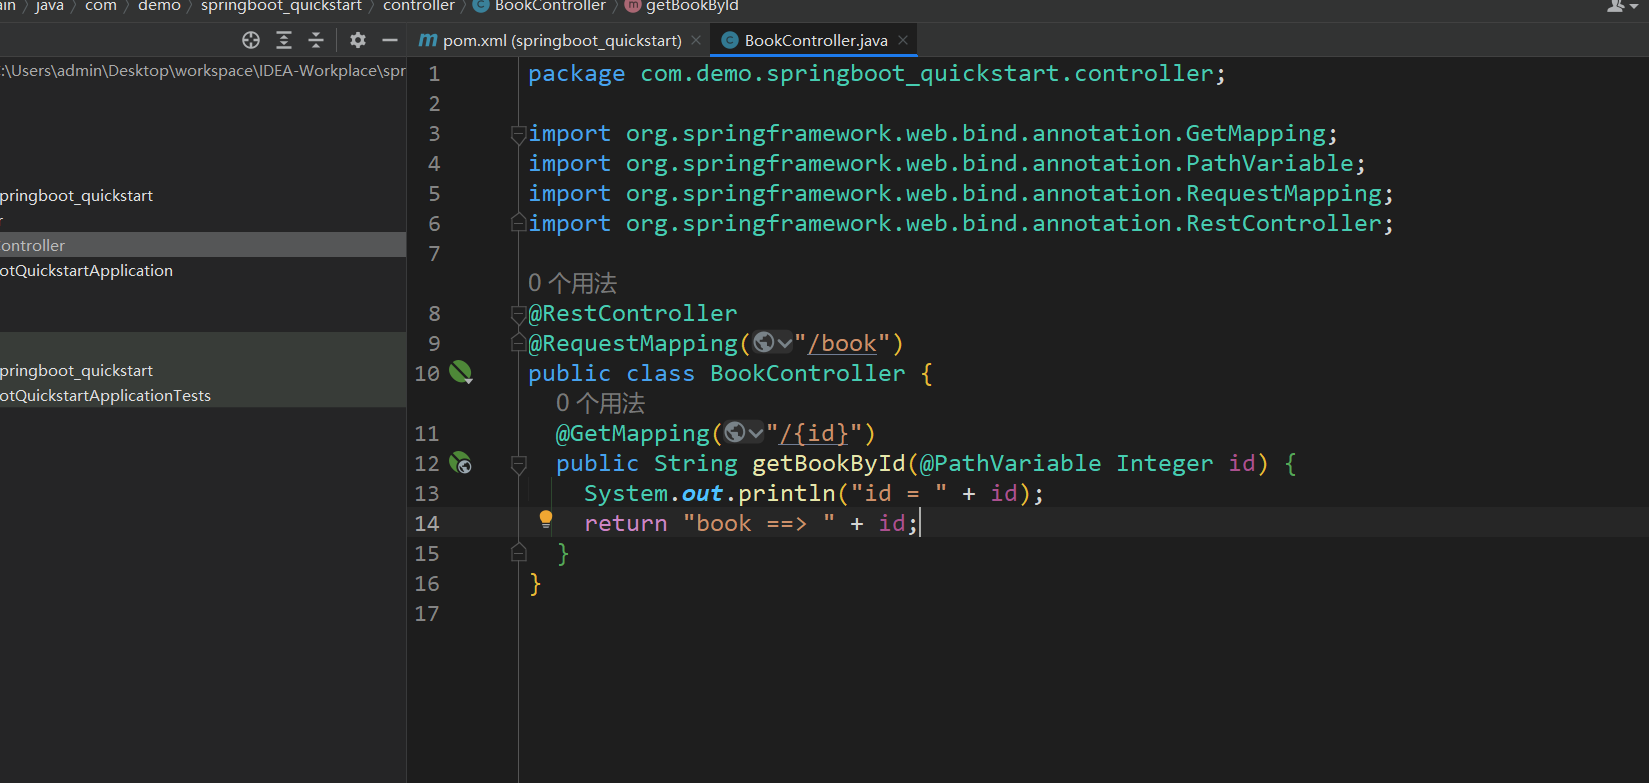 ain 〉 java 〉 com 〉 demo 〉 springboot_quickstart 〉 controller 〉 BookController 〉 getBookById
pom.xml (springboot_quickstart) × BookController.java ×
:\Users\admin\Desktop\workspace\IDEA-Workplace\spr
pringboot_quickstart
r
ontroller
otQuickstartApplication
pringboot_quickstart
otQuickstartApplicationTests
1 package com.demo.springboot_quickstart.controller;
2
3 import org.springframework.web.bind.annotation.GetMapping;
4 import org.springframework.web.bind.annotation.PathVariable;
5 import org.springframework.web.bind.annotation.RequestMapping;
6 import org.springframework.web.bind.annotation.RestController;
7
0 个用法
8 @RestController
9 @RequestMapping("/book")
10 public class BookController {
0 个用法
11 @GetMapping("/{id}")
12 public String getBookById(@PathVariable Integer id) {
13 System.out.println("id = " + id);
14 return "book ==> " + id;
15 }
16 }
17